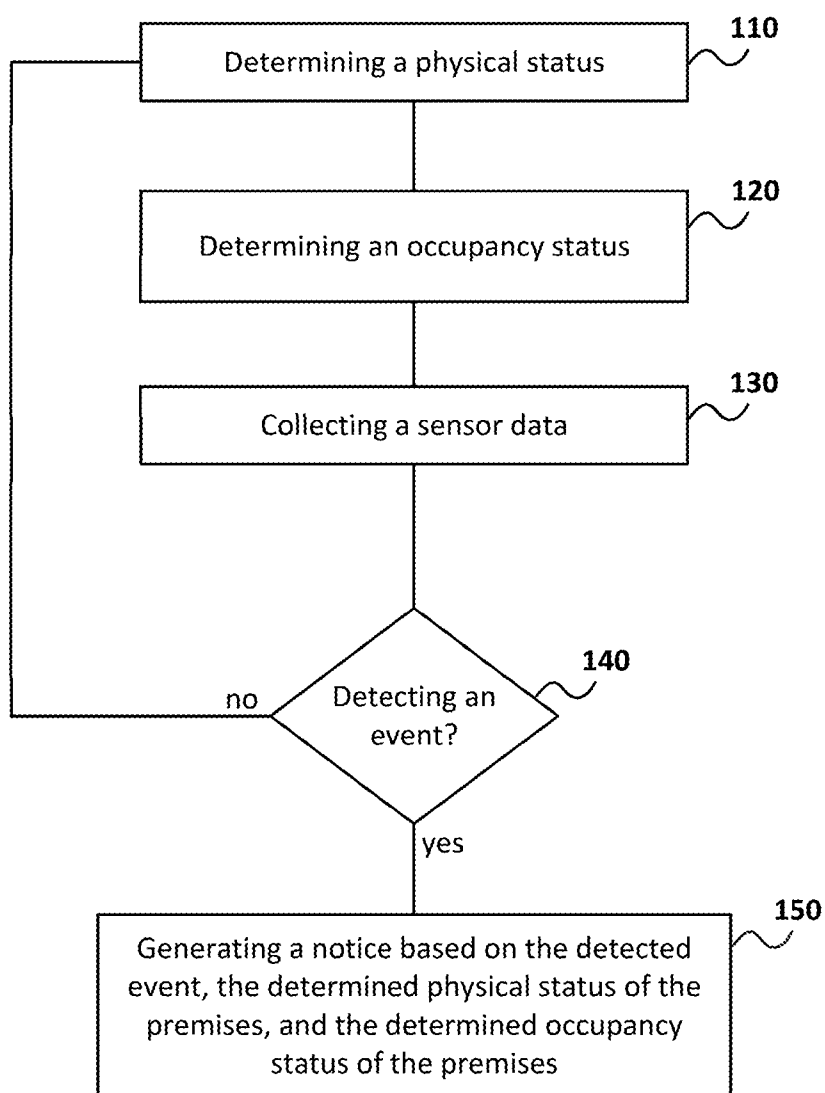 110
Determining a physical status
120
Determining an occupancy status
130
Collecting a sensor data
140
Detecting an
event?
no
yes
150
Generating a notice based on the detected
event, the determined physical status of the
premises, and the determined occupancy
status of the premises